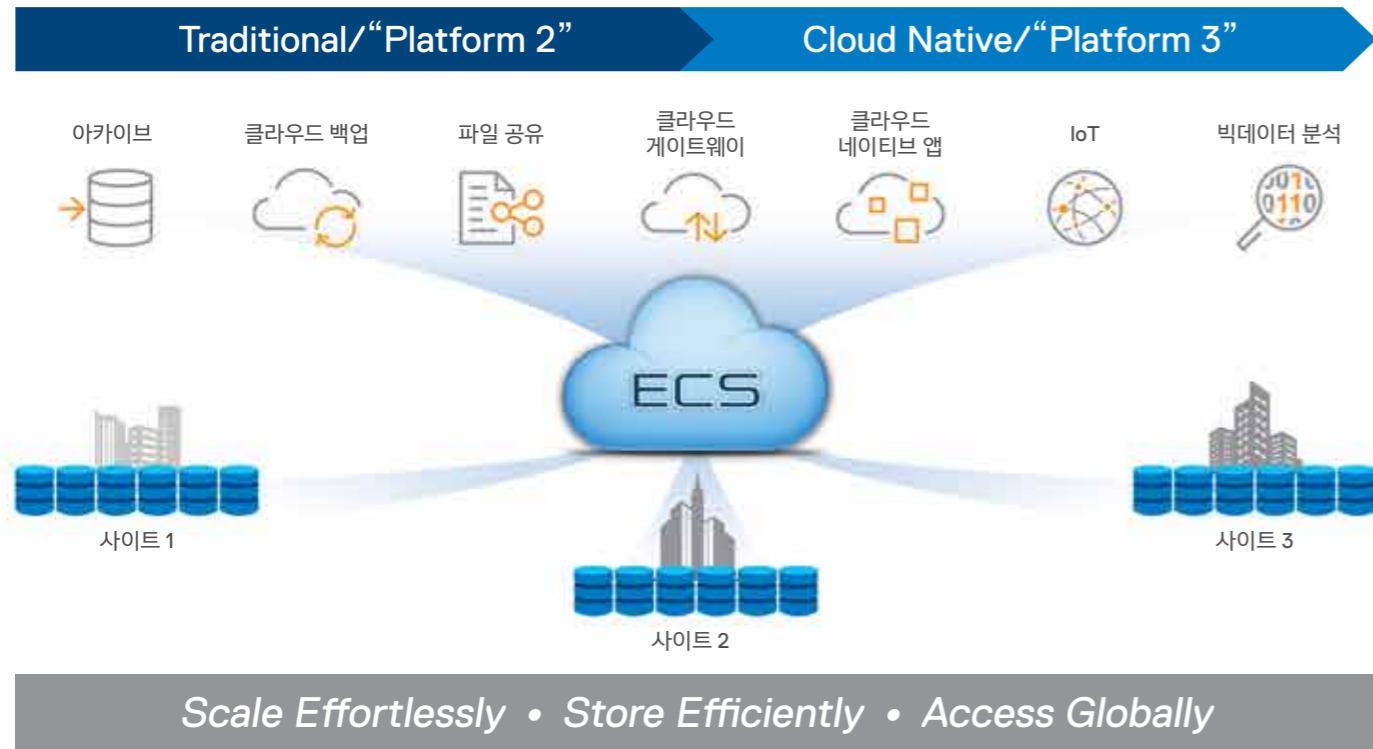 Traditional/“Platform 2”
Cloud Native/“Platform 3”
아카이브
클라우드 백업
파일 공유
클라우드
게이트웨이
클라우드
네이티브 앱
IoT
빅데이터 분석
0110
ECS
사이트 1
사이트 2
사이트 3
Scale Effortlessly • Store Efficiently • Access Globally